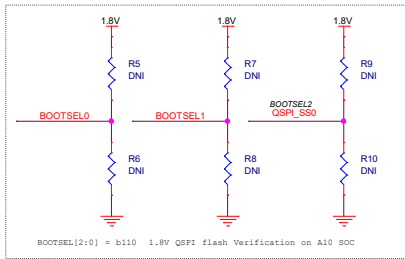 1.8V 1.8V 1.8V
R5 R7 R9
DNI DNI DNI
BOOTSEL2
BOOTSEL0 BOOTSEL1 QSPI_SS0
R6 R8 R10
DNI DNI DNI
BOOTSEL[2:0] = b110 1.8V QSPI flash Verification on A10 SOC